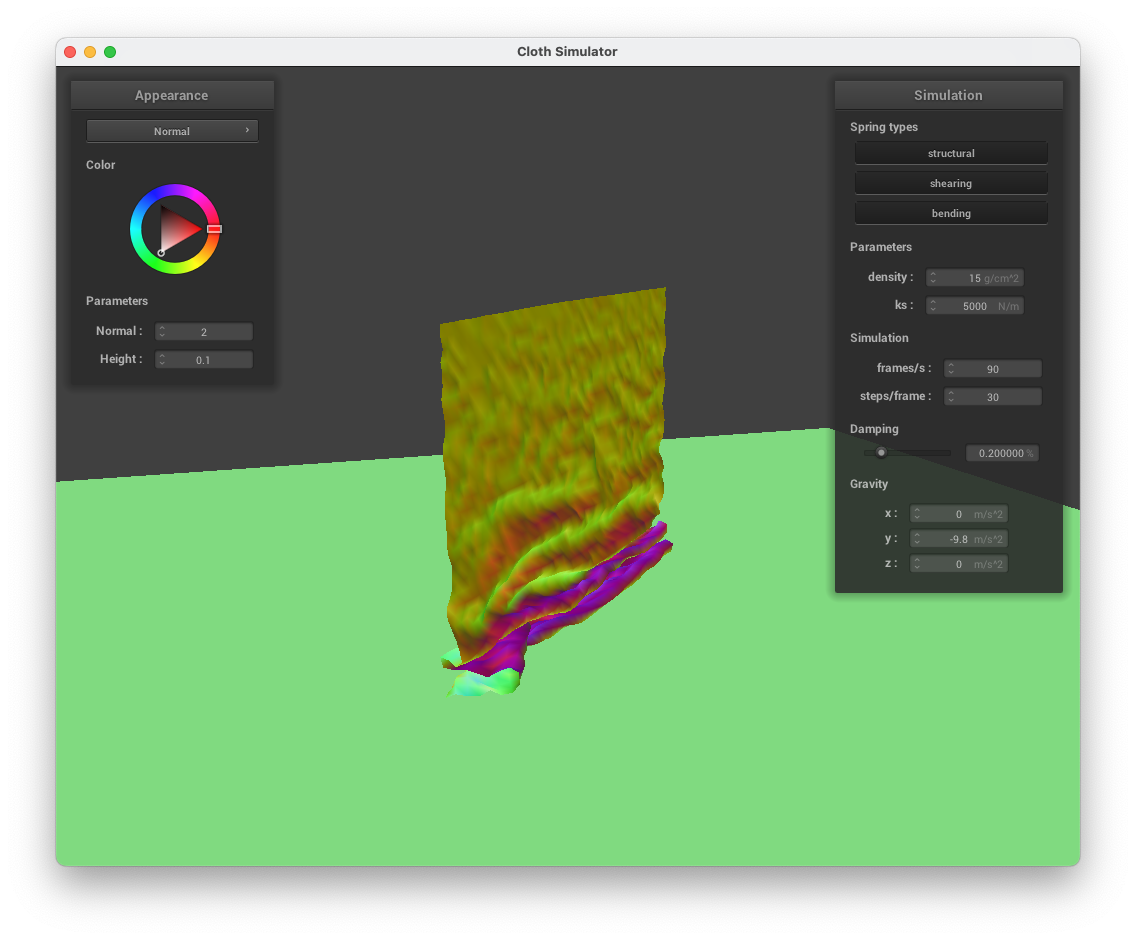 Cloth Simulator
Appearance
Normal ›
Color
Parameters
Normal : 2
Height : 0.1
Simulation
Spring types
structural
shearing
bending
Parameters
density : 15 g/cm^2
ks : 5000 N/m
Simulation
frames/s : 90
steps/frame : 30
Damping
0.200000 %
Gravity
x : 0 m/s^2
y : -9.8 m/s^2
z : 0 m/s^2